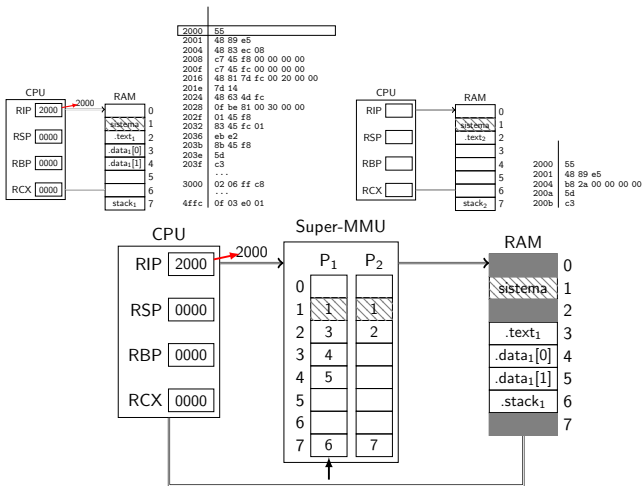 2000 55
2001 48 89 e5
2004 48 83 ec 08
2008 c7 45 f8 00 00 00 00
200f c7 45 fc 00 00 00 00
2016 48 81 7d fc 00 20 00 00
201e 7d 14
2024 48 63 4d fc
2028 0f be 81 00 30 00 00
202f 01 45 f8
2032 83 45 fc 01
2036 eb e2
203b 8b 45 f8
203e 5d
203f c3
...
3000 02 06 ff c8
...
4ffc 0f 03 e0 01
CPU
RIP 2000
2000
RSP 0000
RBP 0000
RCX 0000
RAM
0
sistema 1
.text₁ 2
.data₁[0] 3
.data₁[1] 4
5
6
stack₁ 7
CPU
RIP
RSP
RBP
RCX
RAM
0
sistema 1
.text₂ 2
3
4
5
6
stack₂ 7
2000 55
2001 48 89 e5
2004 b8 2a 00 00 00 00
200a 5d
200b c3
CPU
RIP 2000
2000
RSP 0000
RBP 0000
RCX 0000
Super-MMU
P₁ P₂
0
1 1 1
2 3 2
3 4
4 5
5
6
7 6 7
RAM
0
sistema 1
2
.text₁ 3
.data₁[0] 4
.data₁[1] 5
.stack₁ 6
7